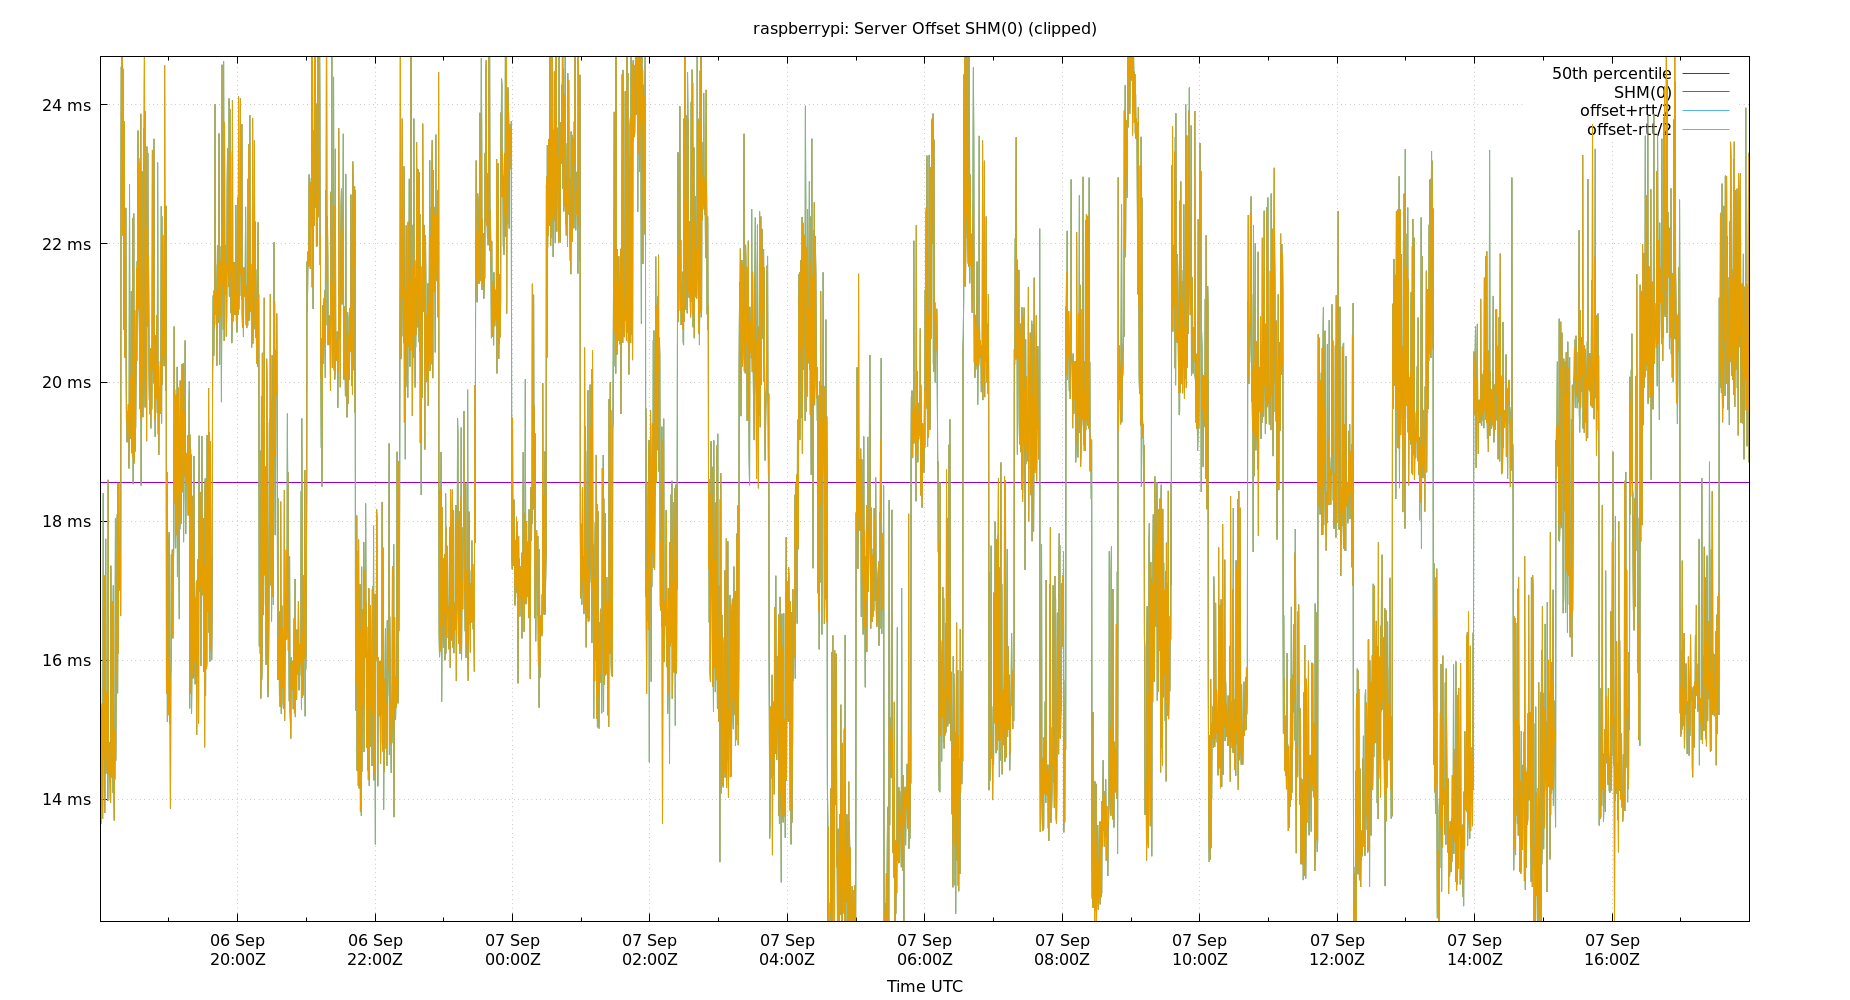 raspberrypi: Server Offset SHM(0) (clipped)
50th percentile
SHM(0)
offset+rtt/2
offset-rtt/2
24 ms
22 ms
20 ms
18 ms
16 ms
14 ms
06 Sep 06 Sep 07 Sep 07 Sep 07 Sep 07 Sep 07 Sep 07 Sep 07 Sep 07 Sep 07 Sep
20:00Z 22:00Z 00:00Z 02:00Z 04:00Z 06:00Z 08:00Z 10:00Z 12:00Z 14:00Z 16:00Z
Time UTC